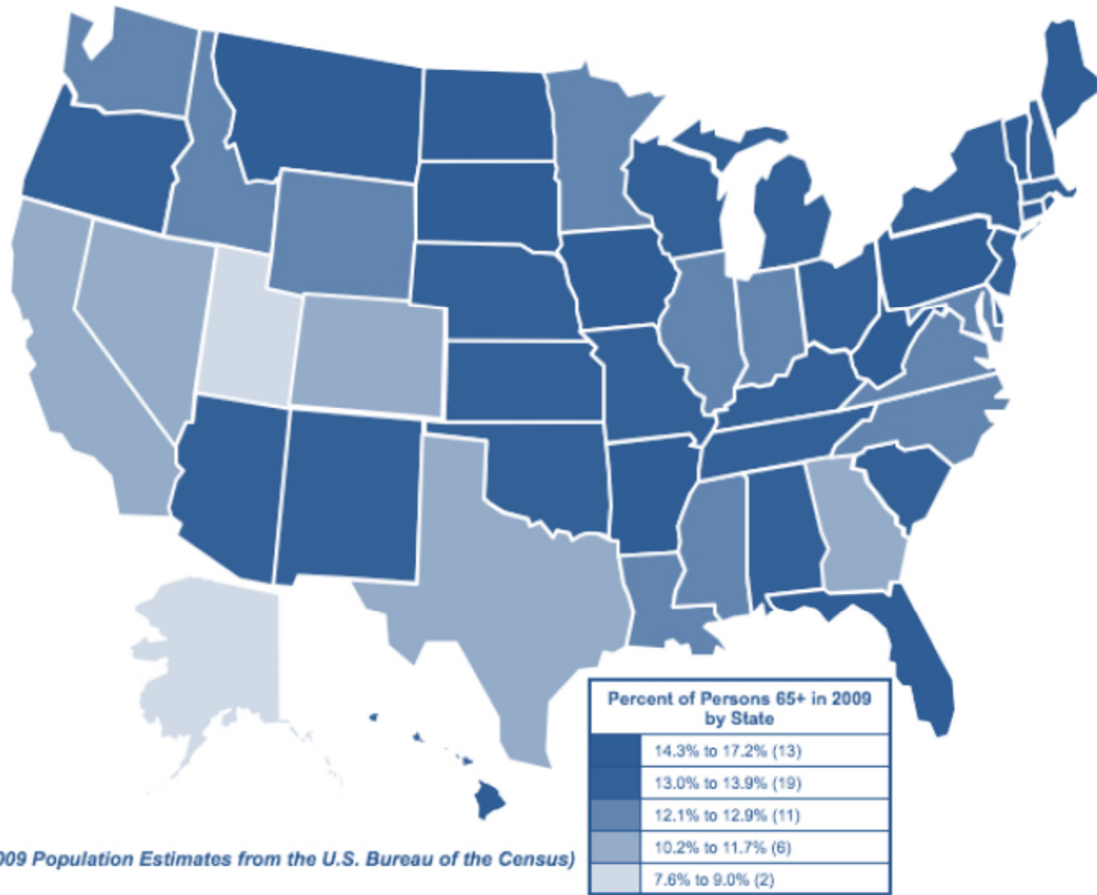 Percent of Persons 65+ in 2009
by State
14.3% to 17.2% (13)
13.0% to 13.9% (19)
12.1% to 12.9% (11)
10.2% to 11.7% (6)
7.6% to 9.0% (2)
009 Population Estimates from the U.S. Bureau of the Census)